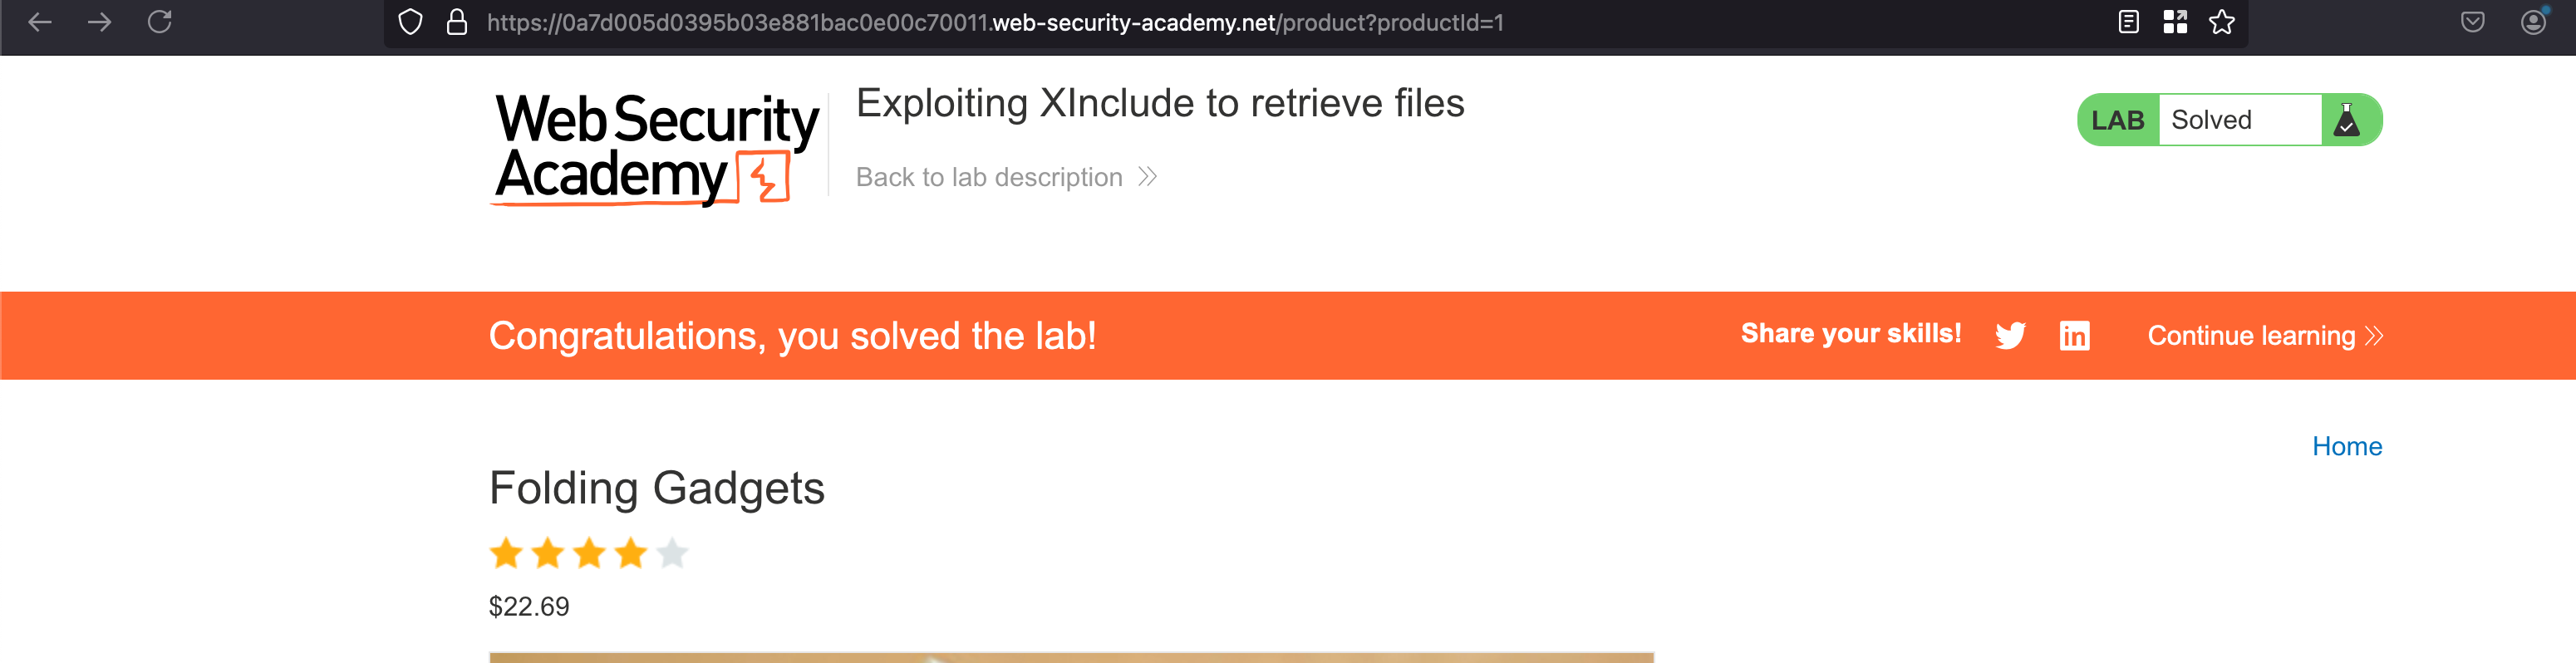 https://0a7d005d0395b03e881bac0e00c70011.web-security-academy.net/product?productId=1
Web Security
Academy
Exploiting XInclude to retrieve files
Back to lab description
LAB Solved
Congratulations, you solved the lab!
Share your skills!
in
Continue learning
Home
Folding Gadgets
$22.69